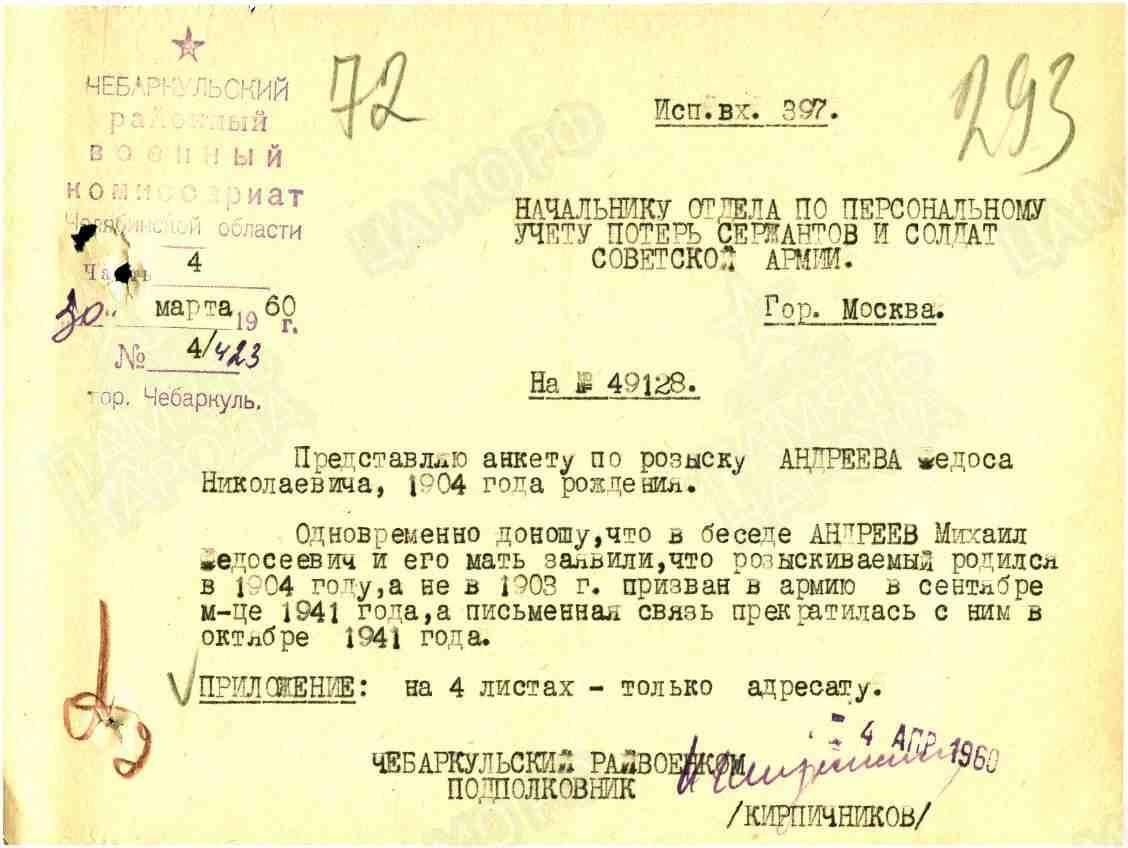 72
293
Исп.вх. 397.
ЧЕБАРКУЛЬСКИЙ
районный
военный
комиссариат
Челябинской области
Часть 4
30 марта 1960 г.
№ 4/423
гор. Чебаркуль.
НАЧАЛЬНИКУ ОТДЕЛА ПО ПЕРСОНАЛЬНОМУ
УЧЕТУ ПОТЕРЬ СЕРЖАНТОВ И СОЛДАТ
СОВЕТСКОЙ АРМИИ.
Гор. Москва.
На № 49128.
Представляю анкету по розыску АНДРЕЕВА Федоса
Николаевича, 1904 года рождения.
Одновременно доношу,что в беседе АНДРЕЕВ Михаил
Федосеевич и его мать заявили,что розыскиваемый родился
в 1904 году,а не в 1903 г. призван в армию в сентябре
м-це 1941 года,а письменная связь прекратилась с ним в
октябре 1941 года.
ПРИЛОЖЕНИЕ: на 4 листах - только адресату.
- 4 АПР 1960
ЧЕБАРКУЛЬСКИЙ РАЙВОЕНКОМ
ПОДПОЛКОВНИК
/КИРПИЧНИКОВ/
ЦАМО РФ